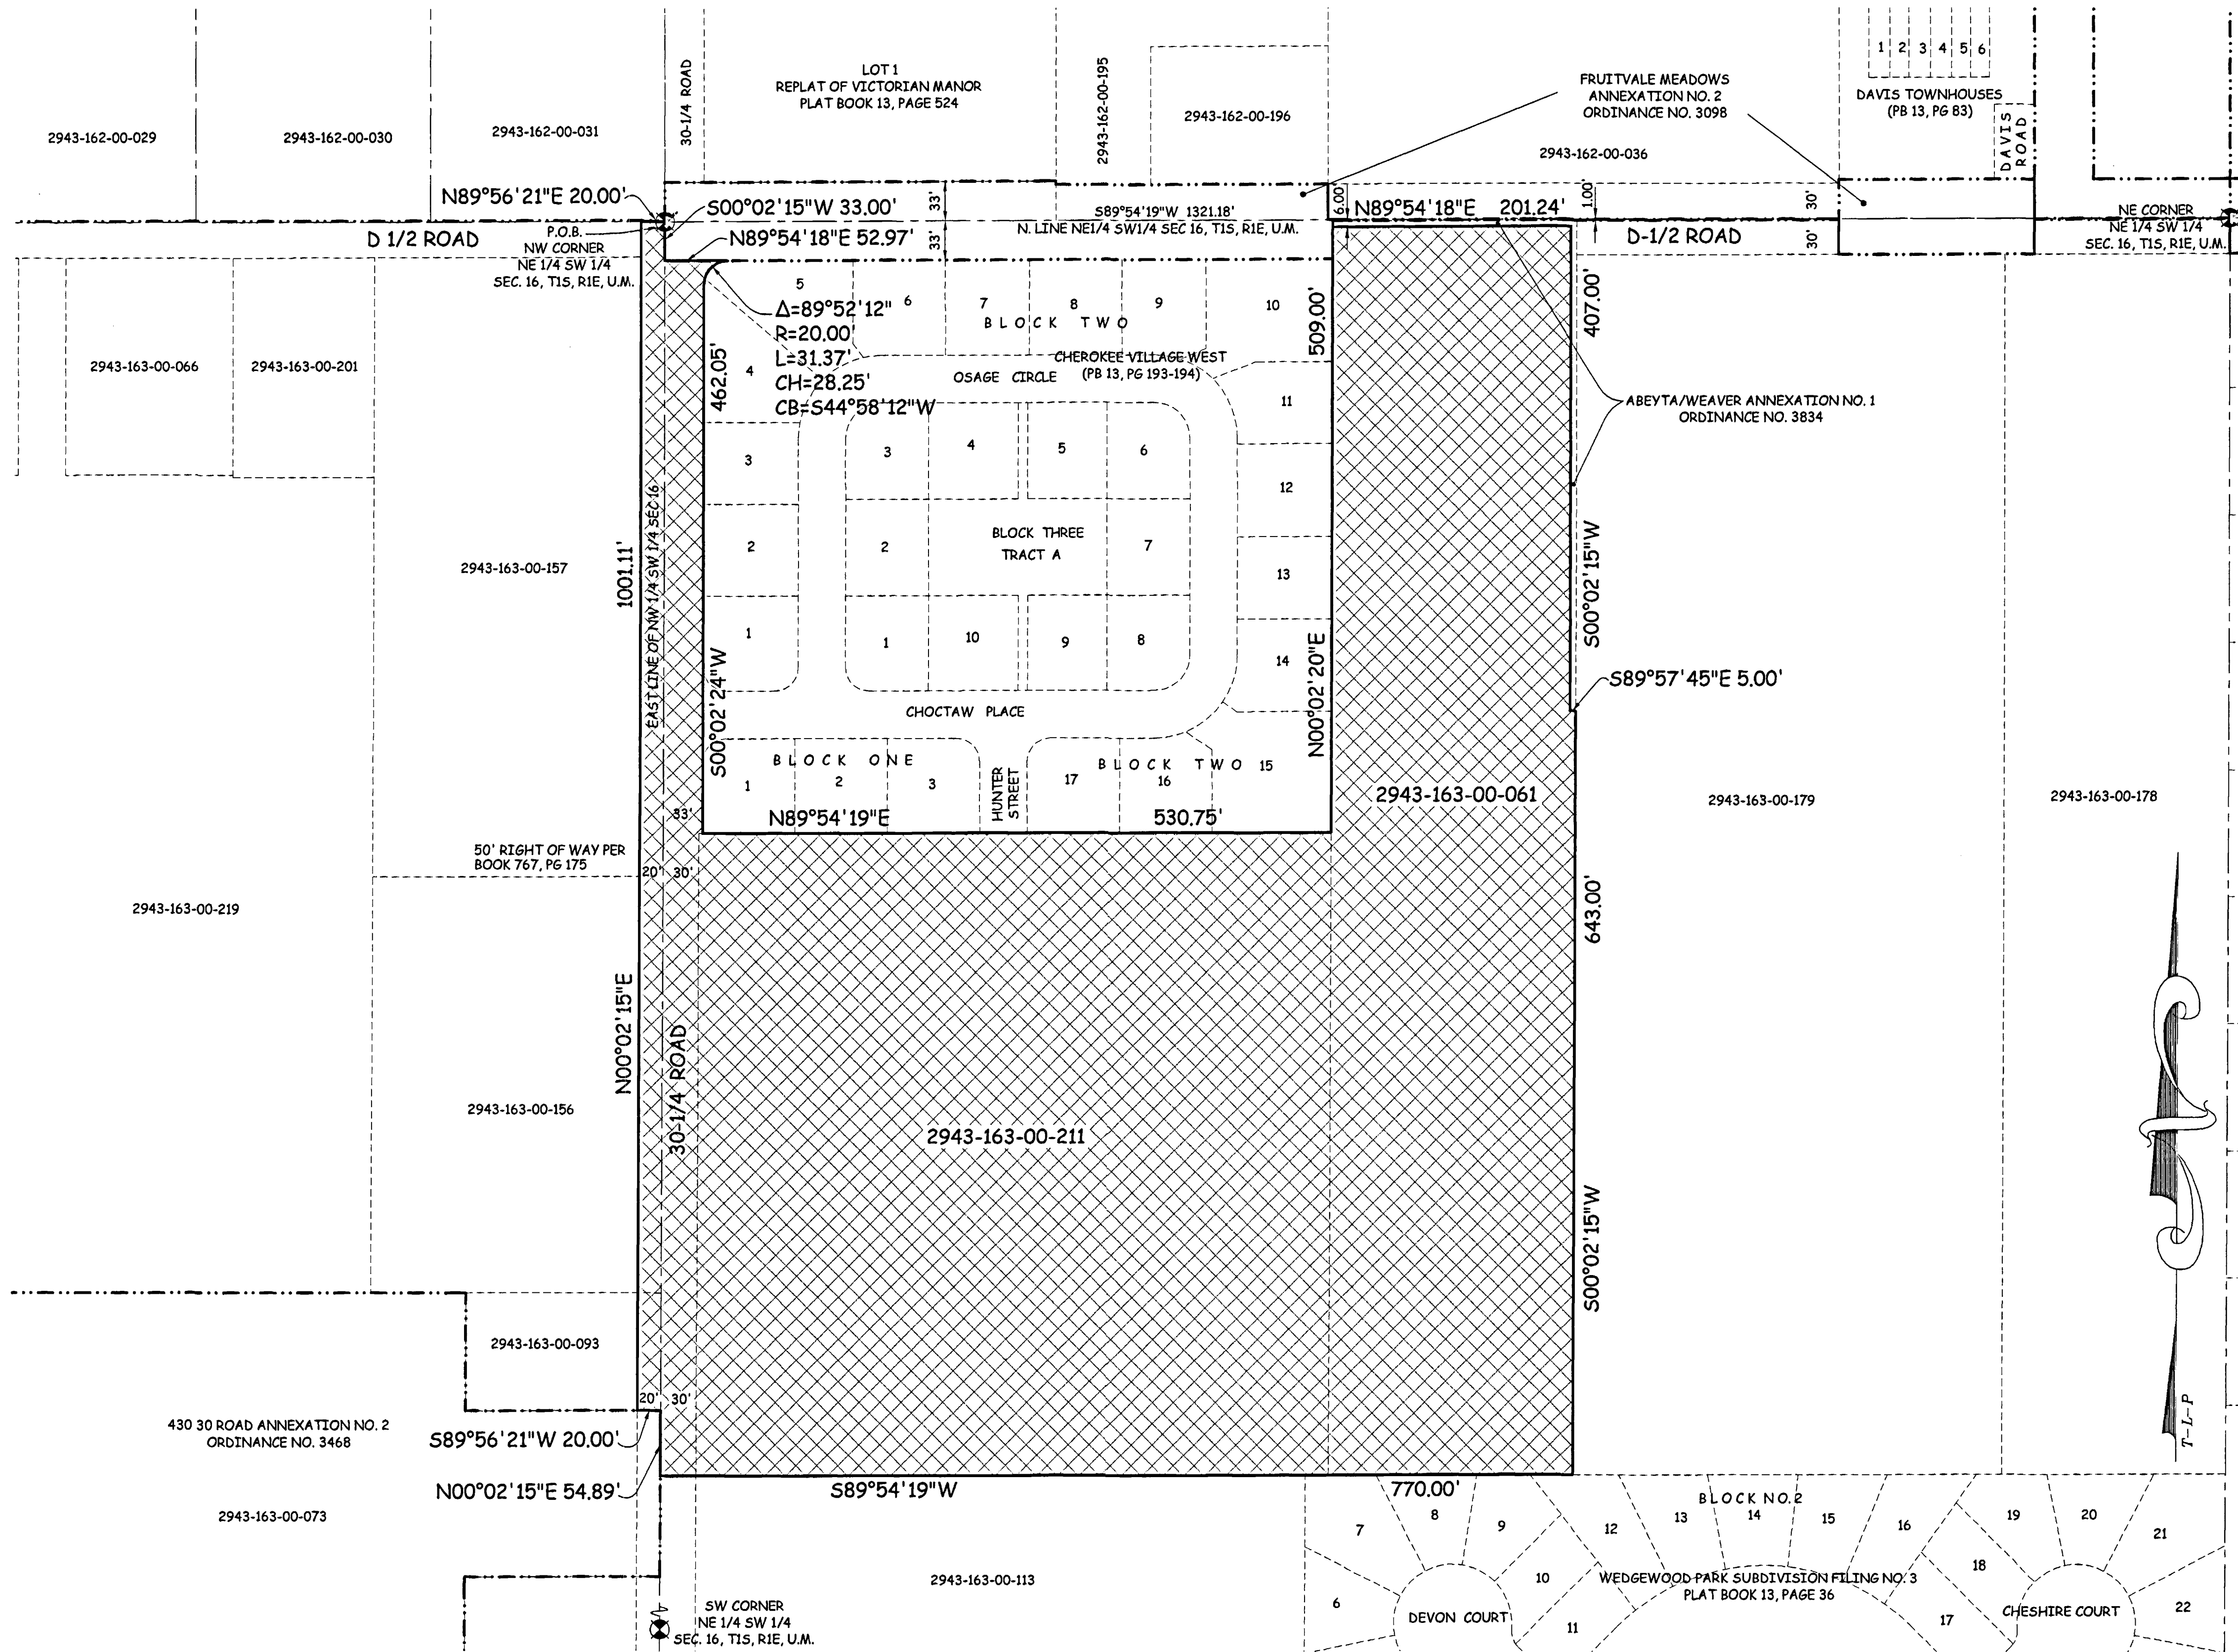 LOT 1
REPLAT OF VICTORIAN MANOR
PLAT BOOK 13, PAGE 524
2943-162-00-029
2943-162-00-030
2943-162-00-031
30-1/4 ROAD
2943-162-00-195
2943-162-00-196
FRUITVALE MEADOWS
ANNEXATION NO. 2
ORDINANCE NO. 3098
2943-162-00-036
1 2 3 4 5 6
DAVIS TOWNHOUSES
(PB 13, PG 83)
DAVIS
ROAD
N89°56'21"E 20.00'
S00°02'15"W 33.00'
N89°54'18"E 52.97'
33'
33'
S89°54'19"W 1321.18'
N. LINE NE1/4 SW1/4 SEC 16, T1S, R1E, U.M.
6.00'
N89°54'18"E 201.24'
1.00'
30'
30'
D 1/2 ROAD
D-1/2 ROAD
P.O.B.
NW CORNER
NE 1/4 SW 1/4
SEC. 16, T1S, R1E, U.M.
NE CORNER
NE 1/4 SW 1/4
SEC. 16, T1S, R1E, U.M.
Δ=89°52'12"
R=20.00'
L=31.37'
CH=28.25'
CB=S44°58'12"W
5
6
7
8
9
10
BLOCK TWO
CHEROKEE VILLAGE WEST
(PB 13, PG 193-194)
OSAGE CIRCLE
2943-163-00-066
2943-163-00-201
462.05'
509.00'
407.00'
4
11
ABEYTA/WEAVER ANNEXATION NO. 1
ORDINANCE NO. 3834
3
3
4
5
6
12
EAST LINE OF NW 1/4 SW 1/4 SEC 16
1001.11'
2943-163-00-157
2
2
BLOCK THREE
TRACT A
7
13
S00°02'15"W
1
1
10
9
8
14
S00°02'24"W
N00°02'20"E
S89°57'45"E 5.00'
CHOCTAW PLACE
BLOCK ONE
1
2
3
HUNTER
STREET
17
BLOCK TWO
16
15
33'
N89°54'19"E
530.75'
2943-163-00-061
2943-163-00-179
2943-163-00-178
50' RIGHT OF WAY PER
BOOK 767, PG 175
20' 30'
2943-163-00-219
643.00'
N00°02'15"E
30-1/4 ROAD
2943-163-00-156
2943-163-00-211
S00°02'15"W
2943-163-00-093
20' 30'
430 30 ROAD ANNEXATION NO. 2
ORDINANCE NO. 3468
S89°56'21"W 20.00'
N00°02'15"E 54.89'
S89°54'19"W
770.00'
T-L-P
2943-163-00-073
2943-163-00-113
SW CORNER
NE 1/4 SW 1/4
SEC. 16, T1S, R1E, U.M.
BLOCK NO. 2
6
7
8
9
10
11
12
13
14
15
16
17
18
19
20
21
22
WEDGEWOOD PARK SUBDIVISION FILING NO. 3
PLAT BOOK 13, PAGE 36
DEVON COURT
CHESHIRE COURT